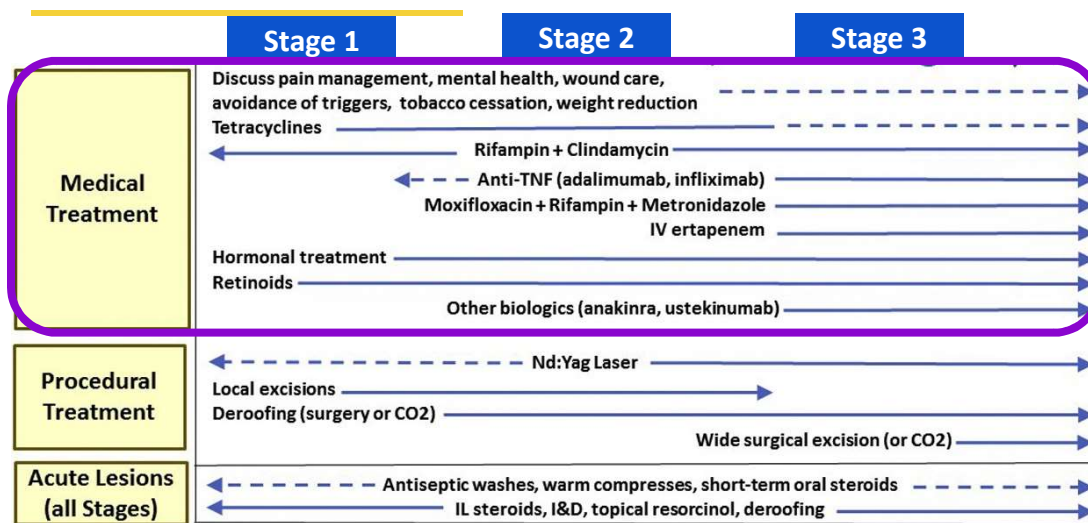 Stage 1
Stage 2
Stage 3
Medical
Treatment
Discuss pain management, mental health, wound care,
avoidance of triggers, tobacco cessation, weight reduction
Tetracyclines
Rifampin + Clindamycin
Anti-TNF (adalimumab, infliximab)
Moxifloxacin + Rifampin + Metronidazole
IV ertapenem
Hormonal treatment
Retinoids
Other biologics (anakinra, ustekinumab)
Procedural
Treatment
Nd:Yag Laser
Local excisions
Deroofing (surgery or CO2)
Wide surgical excision (or CO2)
Acute Lesions
(all Stages)
Antiseptic washes, warm compresses, short-term oral steroids
IL steroids, I&D, topical resorcinol, deroofing